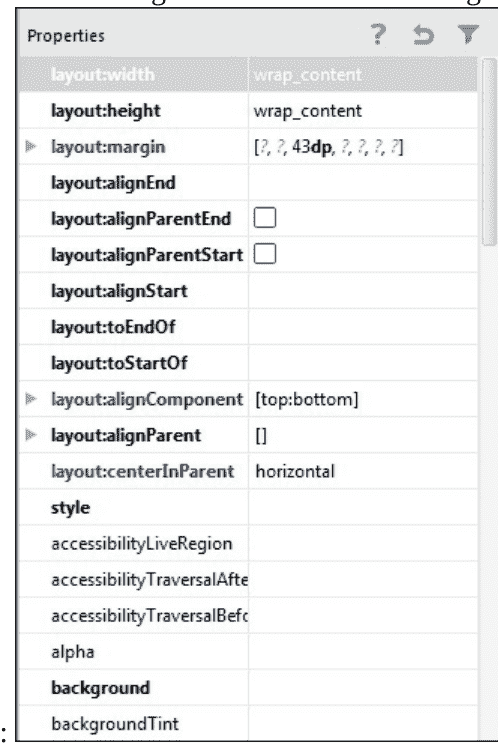 Properties ?
layout:width wrap_content
layout:height wrap_content
layout:margin [?, ?, 43dp, ?, ?, ?, ?]
layout:alignEnd
layout:alignParentEnd
layout:alignParentStart
layout:alignStart
layout:toEndOf
layout:toStartOf
layout:alignComponent [top:bottom]
layout:alignParent []
layout:centerInParent horizontal
style
accessibilityLiveRegion
accessibilityTraversalAfte
accessibilityTraversalBefo
alpha
background
: backgroundTint